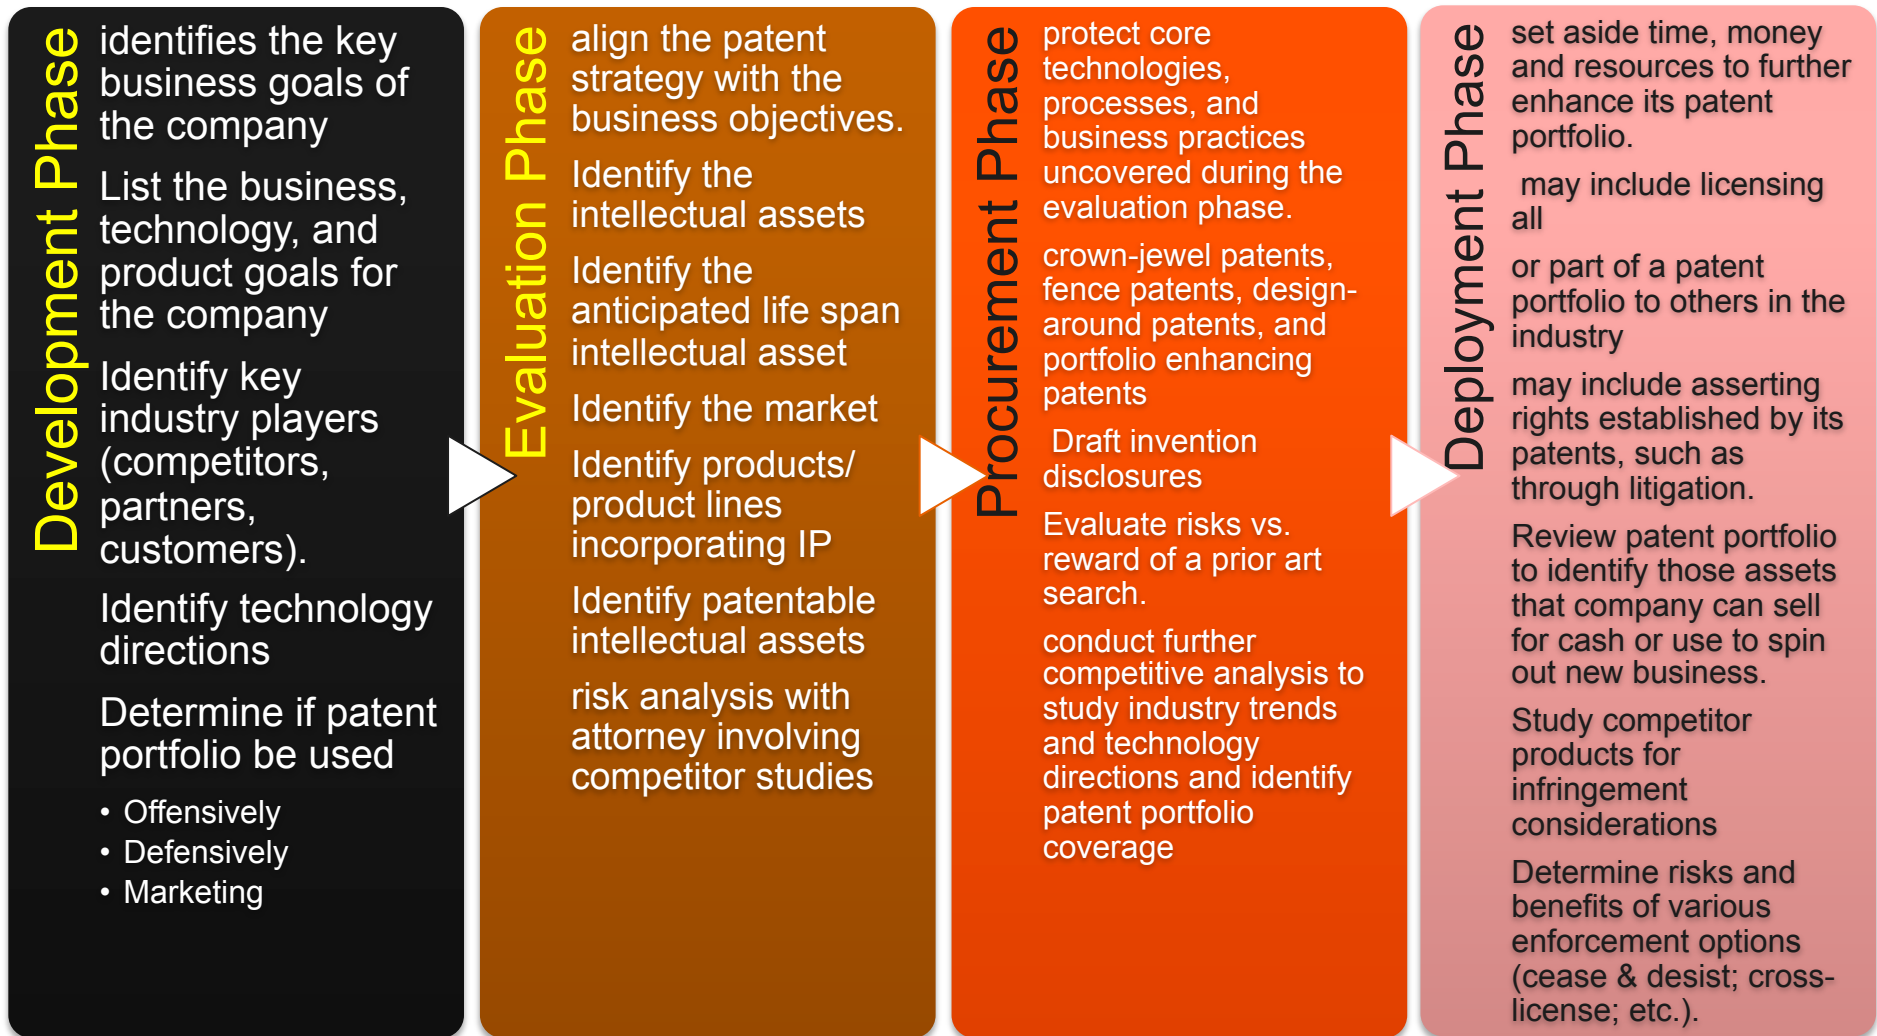 Development Phase
identifies the key
business goals of
the company
List the business,
technology, and
product goals for
the company
Identify key
industry players
(competitors,
partners,
customers).
Identify technology
directions
Determine if patent
portfolio be used
• Offensively
• Defensively
• Marketing
Evaluation Phase
align the patent
strategy with the
business objectives.
Identify the
intellectual assets
Identify the
anticipated life span
intellectual asset
Identify the market
Identify products/
product lines
incorporating IP
Identify patentable
intellectual assets
risk analysis with
attorney involving
competitor studies
Procurement Phase
protect core
technologies,
processes, and
business practices
uncovered during the
evaluation phase.
crown-jewel patents,
fence patents, design-
around patents, and
portfolio enhancing
patents
Draft invention
disclosures
Evaluate risks vs.
reward of a prior art
search.
conduct further
competitive analysis to
study industry trends
and technology
directions and identify
patent portfolio
coverage
Deployment Phase
set aside time, money
and resources to further
enhance its patent
portfolio.
may include licensing
all
or part of a patent
portfolio to others in the
industry
may include asserting
rights established by its
patents, such as
through litigation.
Review patent portfolio
to identify those assets
that company can sell
for cash or use to spin
out new business.
Study competitor
products for
infringement
considerations
Determine risks and
benefits of various
enforcement options
(cease & desist; cross-
license; etc.).